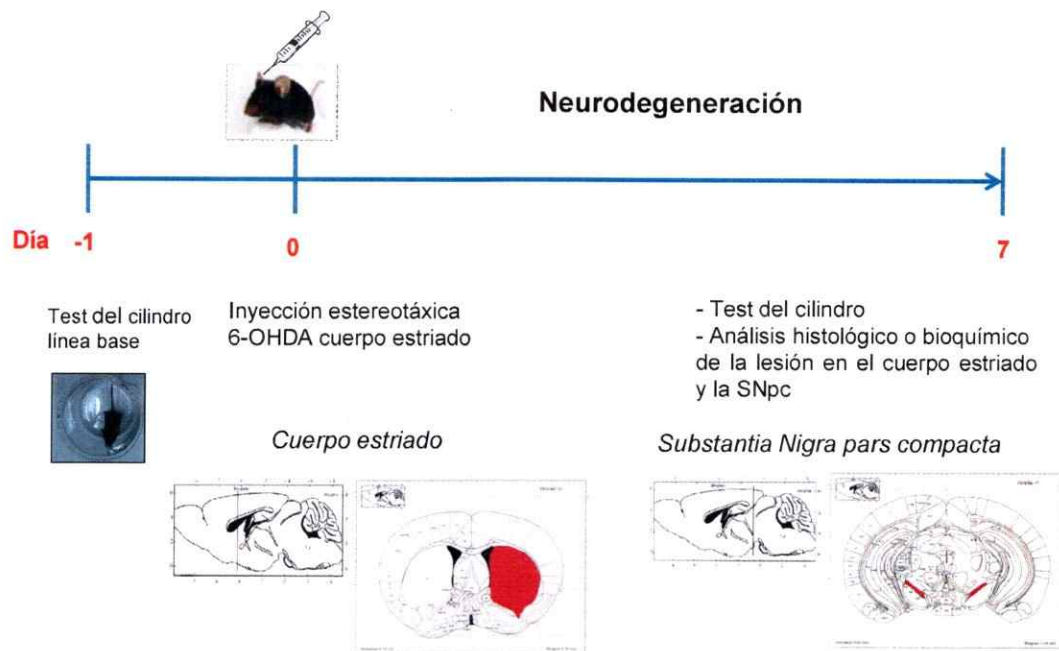 Neurodegeneración
Día -1 0 7
Test del cilindro
línea base
Inyección estereotáxica
6-OHDA cuerpo estriado
- Test del cilindro
- Análisis histológico o bioquímico
de la lesión en el cuerpo estriado
y la SNpc
Cuerpo estriado
Substantia Nigra pars compacta